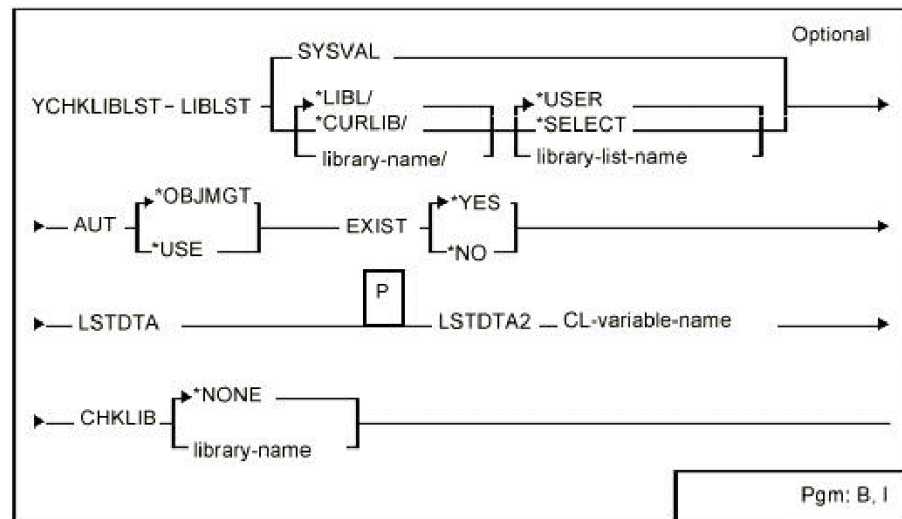 Optional
SYSVAL
YCHKLIBLST - LIBLST
*LIBL/
*CURLIB/
library-name/
*USER
*SELECT
library-list-name
AUT
*OBJMGT
*USE
EXIST
*YES
*NO
LSTDTA
P
LSTDTA2
CL-variable-name
CHKLIB
*NONE
library-name
Pgm: B, I